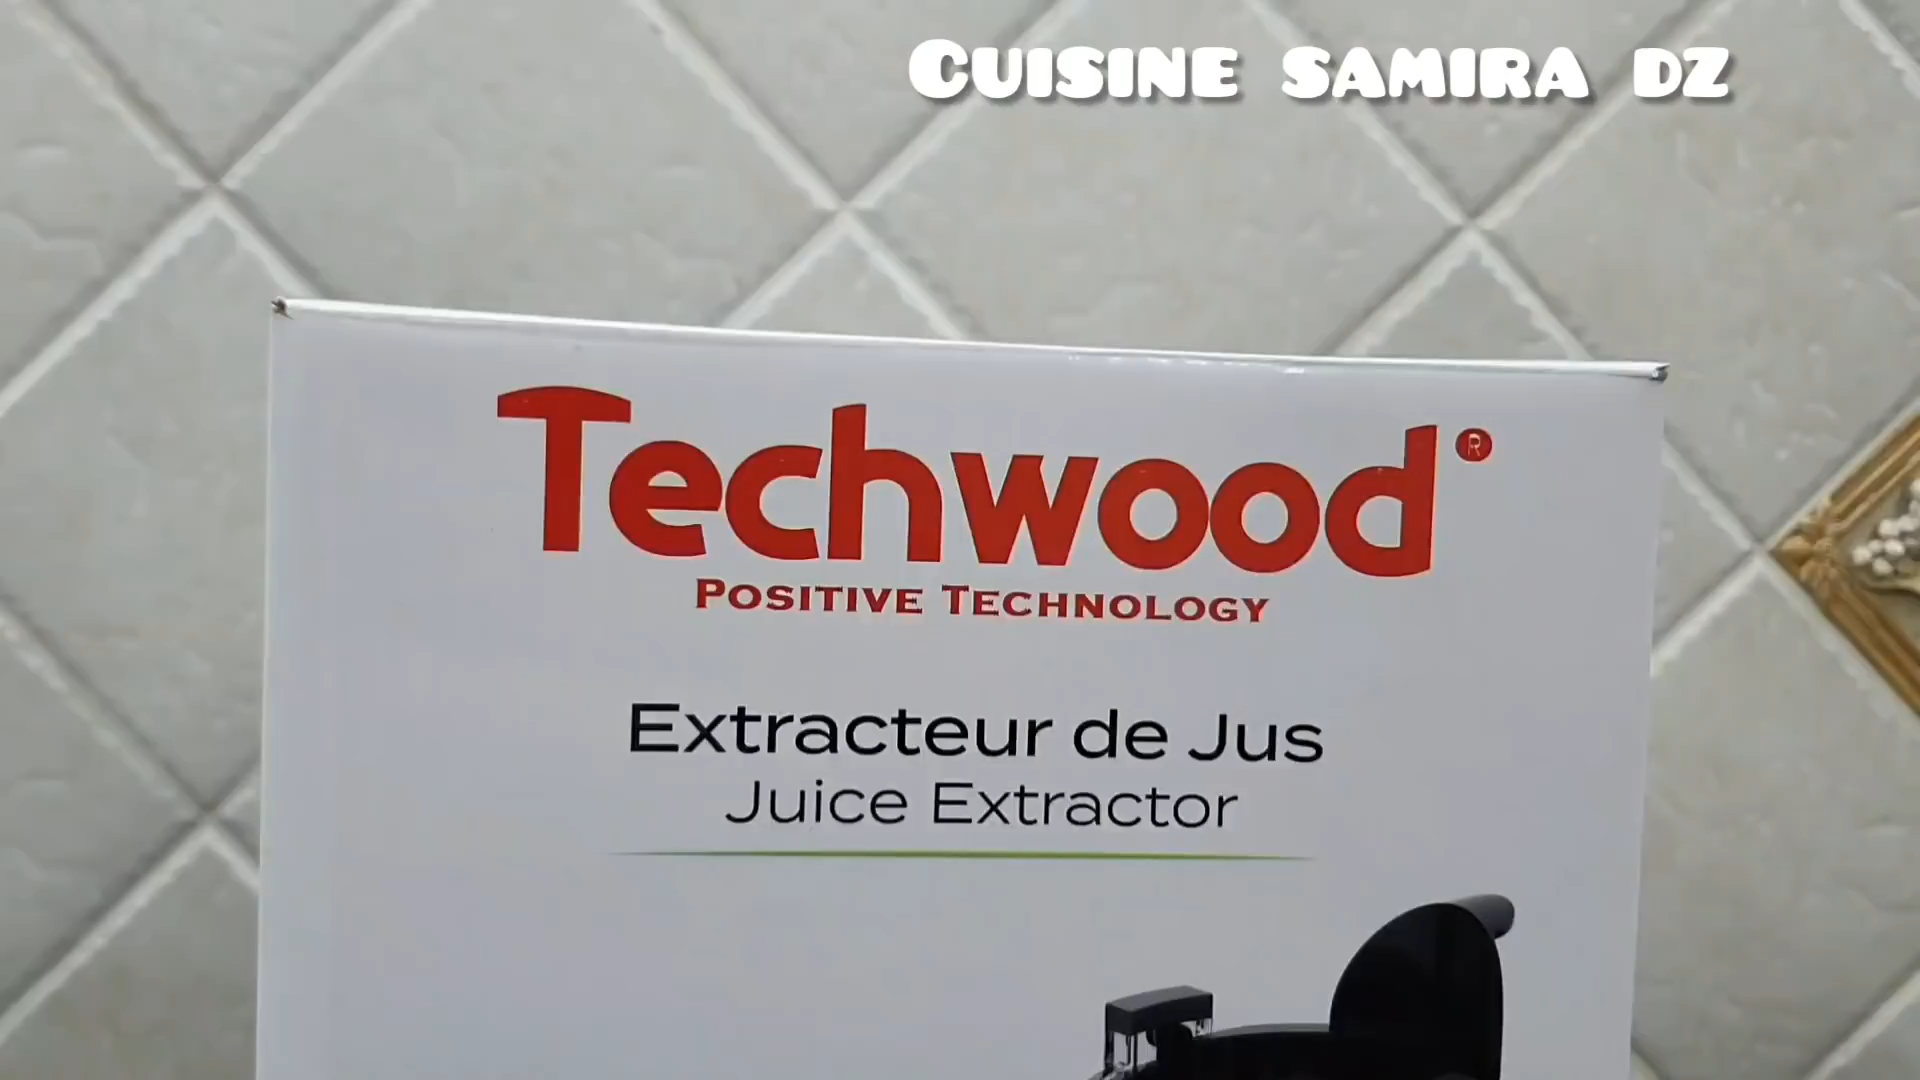 CUISINE SAMIRA DZ
Techwood®
POSITIVE TECHNOLOGY
Extracteur de Jus
Juice Extractor